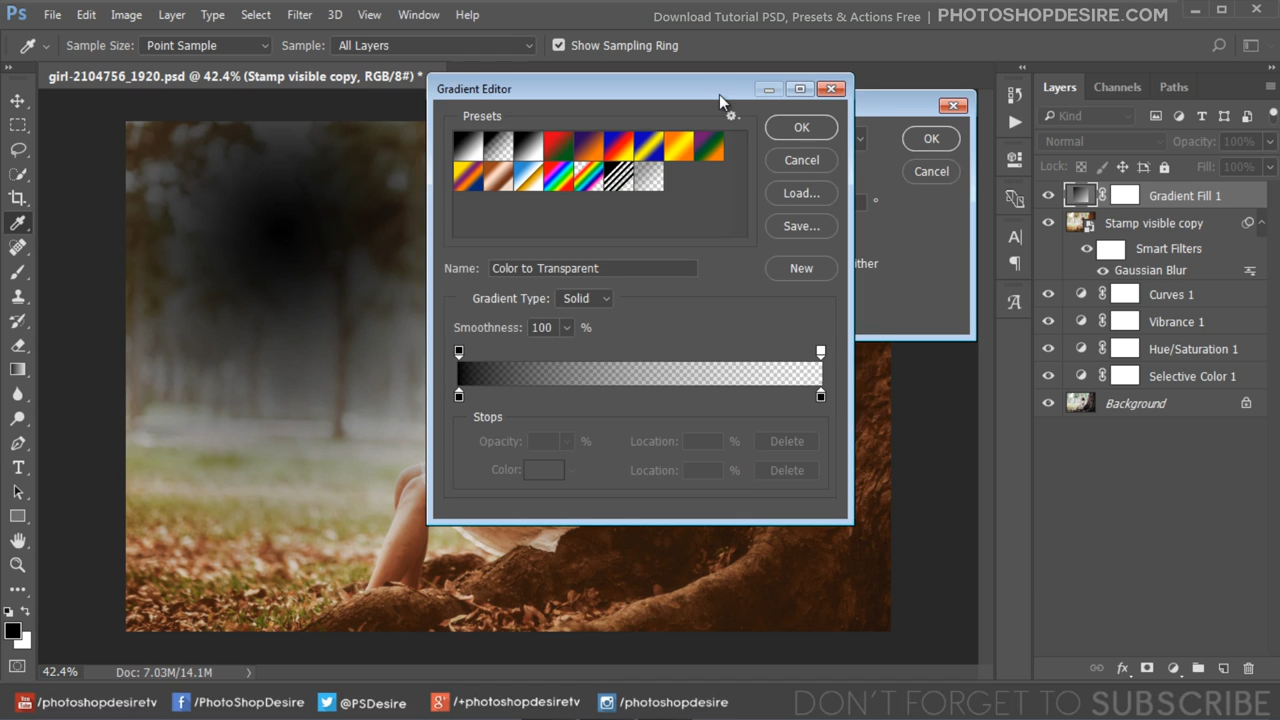 Ps File Edit Image Layer Type Select Filter 3D View Window Help
Download Tutorial PSD, Presets & Actions Free | PHOTOSHOPDESIRE.COM
Sample Size: Point Sample Sample: All Layers Show Sampling Ring
girl-2104756_1920.psd @ 42.4% (Stamp visible copy, RGB/8#) *
Gradient Editor
Presets
OK
Cancel
Load...
Save...
Name: Color to Transparent
New
Gradient Type: Solid
Smoothness: 100 %
Stops
Opacity: % Location: % Delete
Color: Location: % Delete
OK
Cancel
°
ither
Layers Channels Paths
Kind
Normal Opacity: 100%
Lock: Fill: 100%
Gradient Fill 1
Stamp visible copy
Smart Filters
Gaussian Blur
Curves 1
Vibrance 1
Hue/Saturation 1
Selective Color 1
Background
42.4% Doc: 7.03M/14.1M
/photoshopdesiretv /PhotoShopDesire @PSDesire /+photoshopdesiretv /photoshopdesire
DON'T FORGET TO SUBSCRIBE